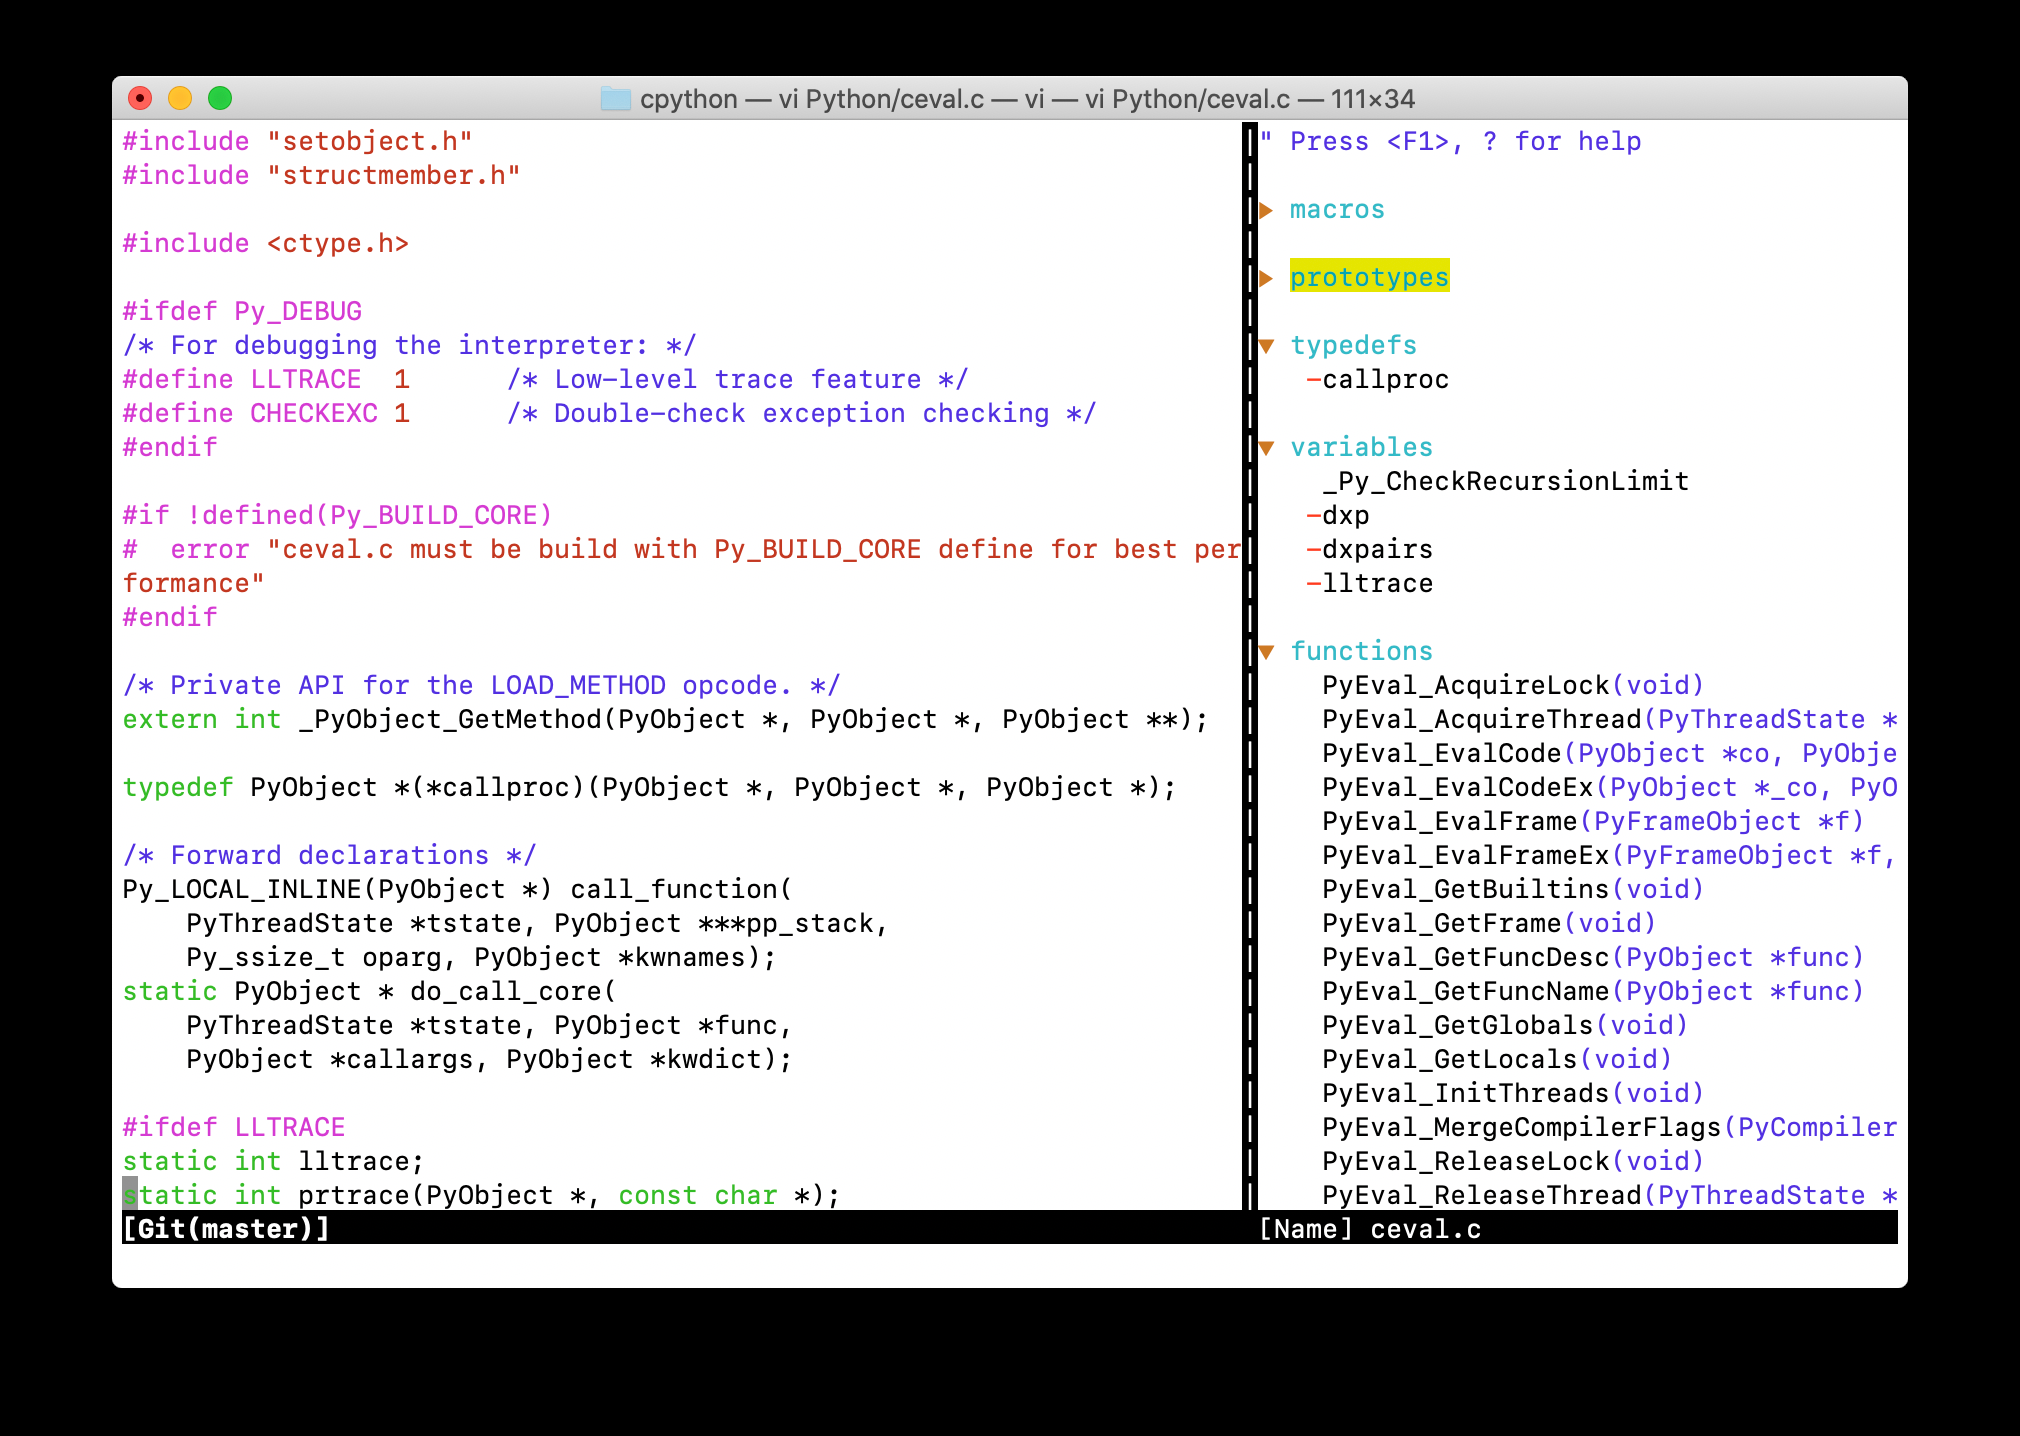 cpython — vi Python/ceval.c — vi — vi Python/ceval.c — 111×34
#include "setobject.h"
#include "structmember.h"
#include <ctype.h>
#ifdef Py_DEBUG
/* For debugging the interpreter: */
#define LLTRACE  1      /* Low-level trace feature */
#define CHECKEXC 1      /* Double-check exception checking */
#endif
#if !defined(Py_BUILD_CORE)
#  error "ceval.c must be build with Py_BUILD_CORE define for best per
formance"
#endif
/* Private API for the LOAD_METHOD opcode. */
extern int _PyObject_GetMethod(PyObject *, PyObject *, PyObject **);
typedef PyObject *(*callproc)(PyObject *, PyObject *, PyObject *);
/* Forward declarations */
Py_LOCAL_INLINE(PyObject *) call_function(
    PyThreadState *tstate, PyObject ***pp_stack,
    Py_ssize_t oparg, PyObject *kwnames);
static PyObject * do_call_core(
    PyThreadState *tstate, PyObject *func,
    PyObject *callargs, PyObject *kwdict);
#ifdef LLTRACE
static int lltrace;
static int prtrace(PyObject *, const char *);
[Git(master)]
" Press <F1>, ? for help
▶ macros
▶ prototypes
▼ typedefs
   -callproc
▼ variables
    _Py_CheckRecursionLimit
   -dxp
   -dxpairs
   -lltrace
▼ functions
    PyEval_AcquireLock(void)
    PyEval_AcquireThread(PyThreadState *
    PyEval_EvalCode(PyObject *co, PyObje
    PyEval_EvalCodeEx(PyObject *_co, PyO
    PyEval_EvalFrame(PyFrameObject *f)
    PyEval_EvalFrameEx(PyFrameObject *f,
    PyEval_GetBuiltins(void)
    PyEval_GetFrame(void)
    PyEval_GetFuncDesc(PyObject *func)
    PyEval_GetFuncName(PyObject *func)
    PyEval_GetGlobals(void)
    PyEval_GetLocals(void)
    PyEval_InitThreads(void)
    PyEval_MergeCompilerFlags(PyCompiler
    PyEval_ReleaseLock(void)
    PyEval_ReleaseThread(PyThreadState *
[Name] ceval.c